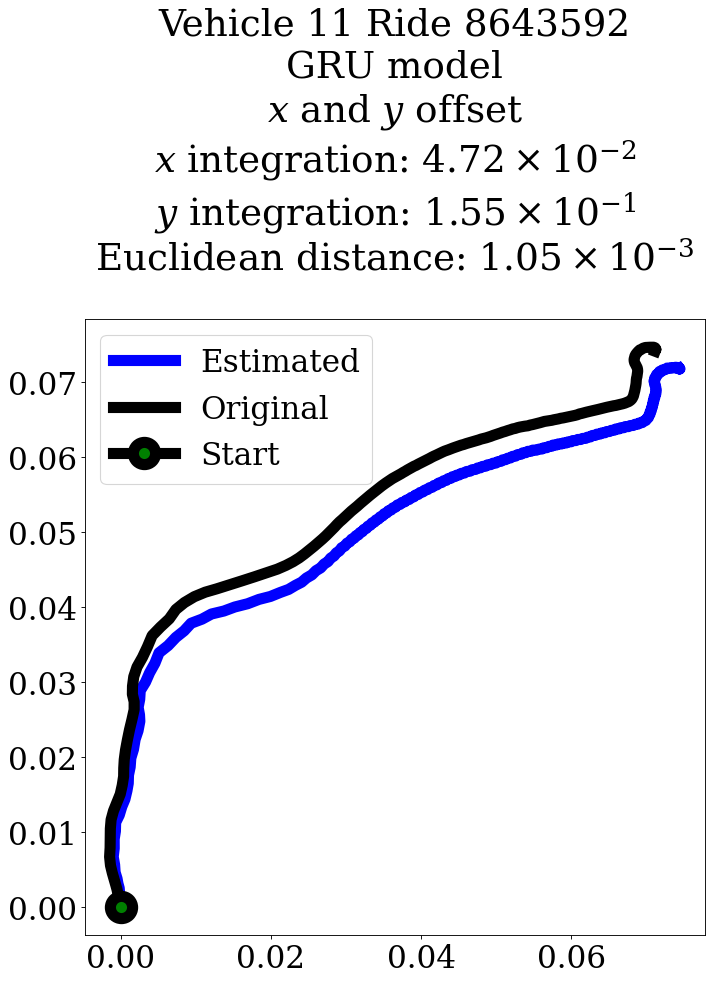 Vehicle 11 Ride 8643592
GRU model
x and y offset
x integration: 4.72 × 10⁻²
y integration: 1.55 × 10⁻¹
Euclidean distance: 1.05 × 10⁻³
Estimated
Original
Start
0.07
0.06
0.05
0.04
0.03
0.02
0.01
0.00
0.00 0.02 0.04 0.06